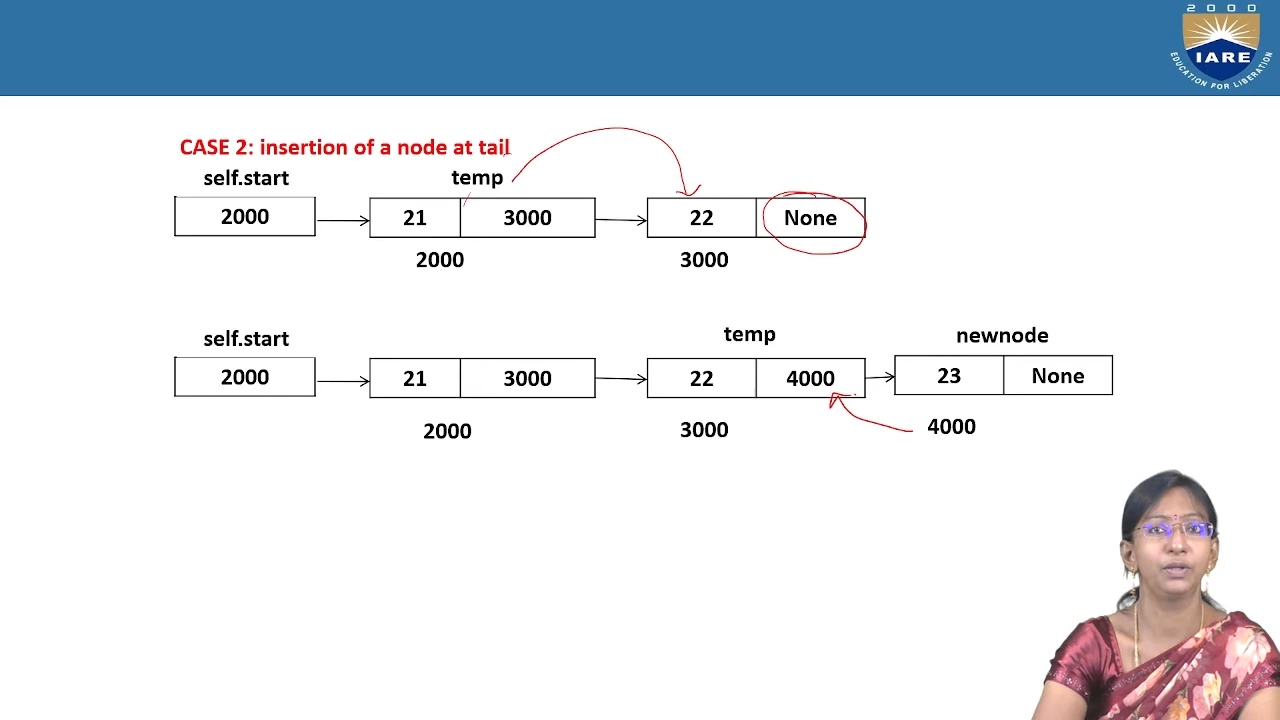 2000
IARE
EDUCATION FOR LIBERATION
CASE 2: insertion of a node at tail
self.start temp
2000 21 3000 22 None
2000 3000
self.start temp newnode
2000 21 3000 22 4000 23 None
2000 3000 4000